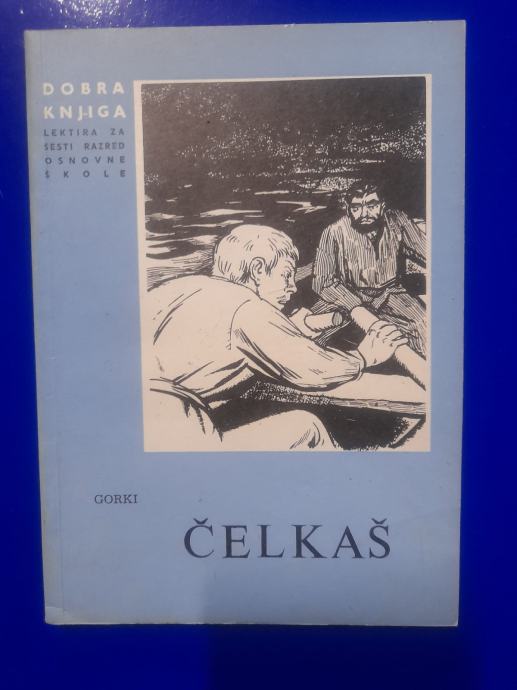 DOBRA
KNJIGA
LEKTIRA ZA
ŠESTI RAZRED
OSNOVNE
ŠKOLE
GORKI
ČELKAŠ